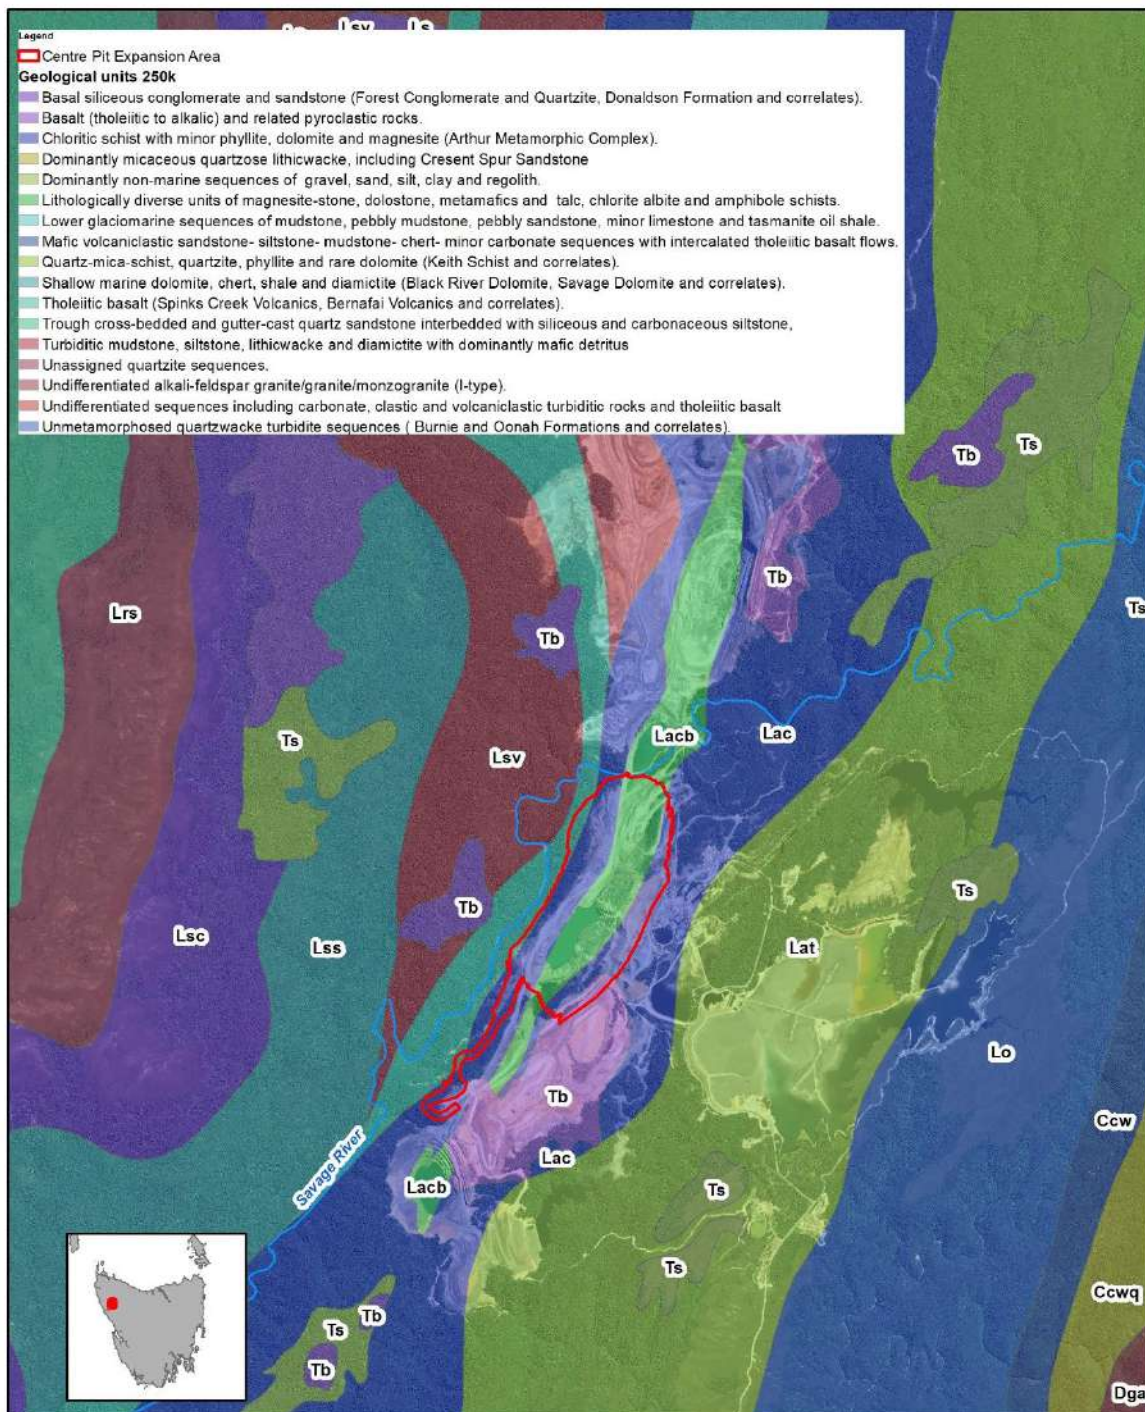 Lsv
Ls
Legend
Centre Pit Expansion Area
Geological units 250k
Basal siliceous conglomerate and sandstone (Forest Conglomerate and Quartzite, Donaldson Formation and correlates).
Basalt (tholeiitic to alkalic) and related pyroclastic rocks.
Chloritic schist with minor phyllite, dolomite and magnesite (Arthur Metamorphic Complex).
Dominantly micaceous quartzose lithicwacke, including Cresent Spur Sandstone
Dominantly non-marine sequences of gravel, sand, silt, clay and regolith.
Lithologically diverse units of magnesite-stone, dolostone, metamafics and talc, chlorite albite and amphibole schists.
Lower glaciomarine sequences of mudstone, pebbly mudstone, pebbly sandstone, minor limestone and tasmanite oil shale.
Mafic volcaniclastic sandstone- siltstone- mudstone- chert- minor carbonate sequences with intercalated tholeiitic basalt flows.
Quartz-mica-schist, quartzite, phyllite and rare dolomite (Keith Schist and correlates).
Shallow marine dolomite, chert, shale and diamictite (Black River Dolomite, Savage Dolomite and correlates).
Tholeiitic basalt (Spinks Creek Volcanics, Bernafai Volcanics and correlates).
Trough cross-bedded and gutter-cast quartz sandstone interbedded with siliceous and carbonaceous siltstone,
Turbiditic mudstone, siltstone, lithicwacke and diamictite with dominantly mafic detritus
Unassigned quartzite sequences.
Undifferentiated alkali-feldspar granite/granite/monzogranite (I-type).
Undifferentiated sequences including carbonate, clastic and volcaniclastic turbiditic rocks and tholeiitic basalt
Unmetamorphosed quartzwacke turbidite sequences ( Burnie and Oonah Formations and correlates).
Tb
Ts
Tb
Lrs
Tb
Ts
Ts
Lacb
Lac
Lsv
Ts
Tb
Lsc
Lss
Lat
Lo
Tb
Ccw
Savage River
Lac
Lacb
Ts
Ts
Ccwq
Tb
Ts
Tb
Dga